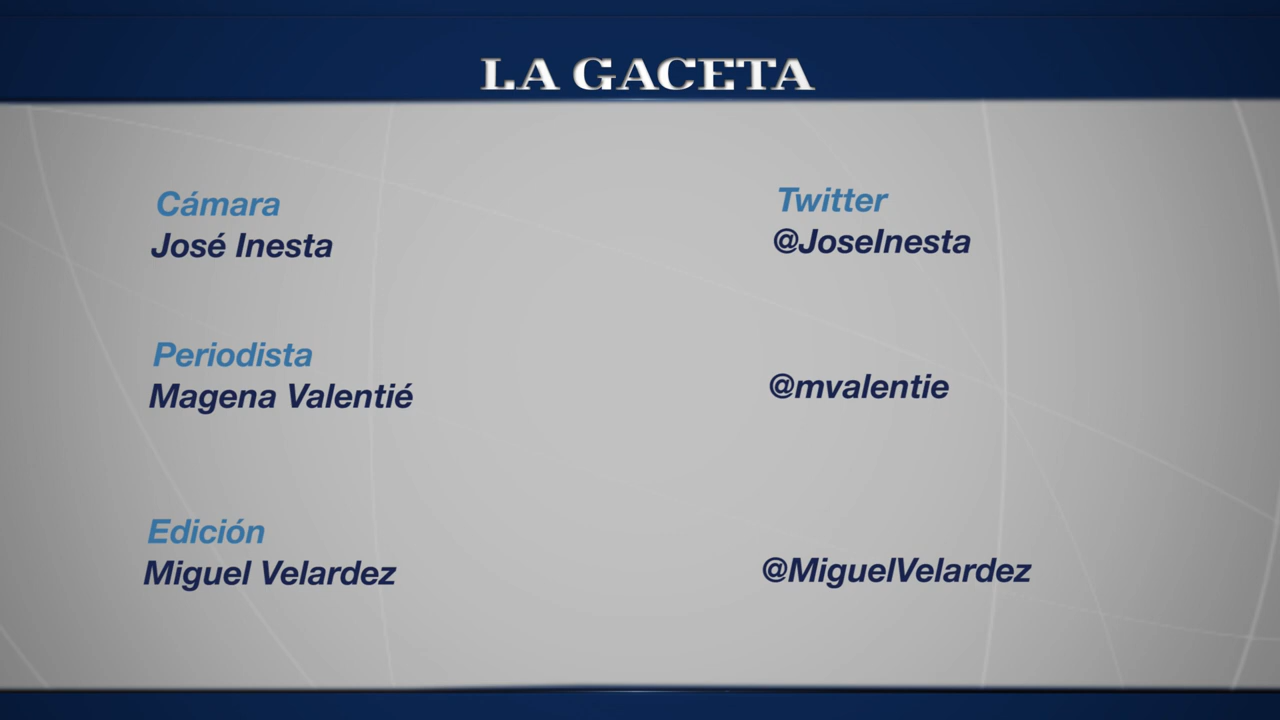 LA GACETA
Cámara
José Inesta
Twitter
@JoseInesta
Periodista
Magena Valentié
@mvalentie
Edición
Miguel Velardez
@MiguelVelardez